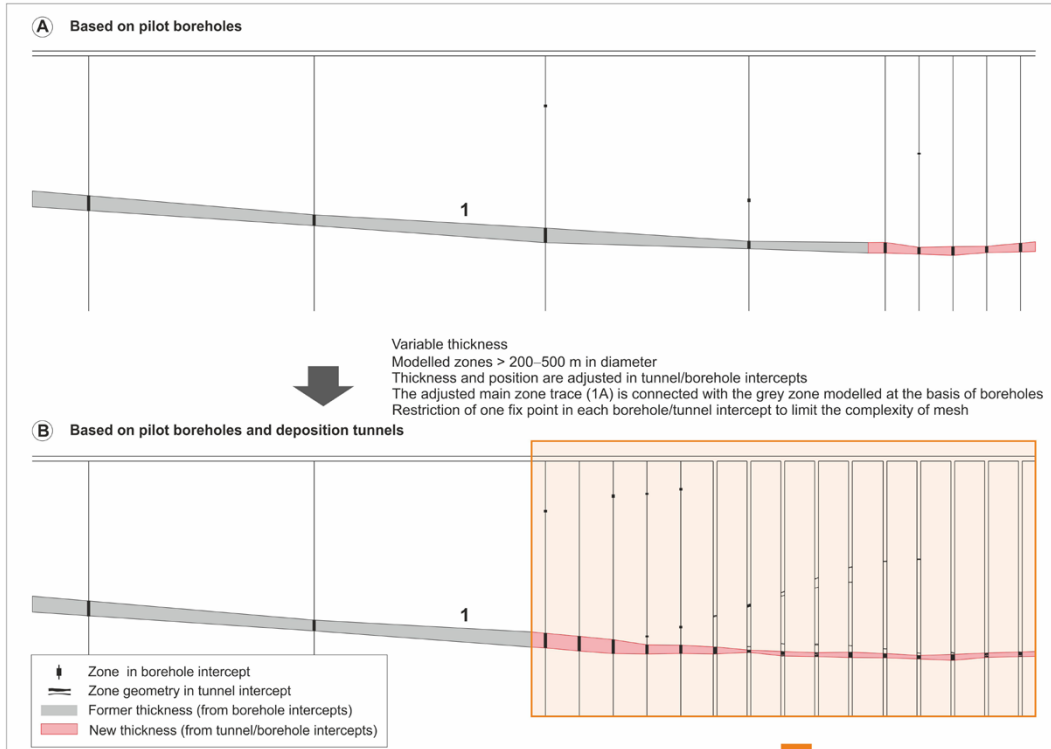 A Based on pilot boreholes
1
Variable thickness
Modelled zones > 200–500 m in diameter
Thickness and position are adjusted in tunnel/borehole intercepts
The adjusted main zone trace (1A) is connected with the grey zone modelled at the basis of boreholes
Restriction of one fix point in each borehole/tunnel intercept to limit the complexity of mesh
B Based on pilot boreholes and deposition tunnels
1
Zone in borehole intercept
Zone geometry in tunnel intercept
Former thickness (from borehole intercepts)
New thickness (from tunnel/borehole intercepts)